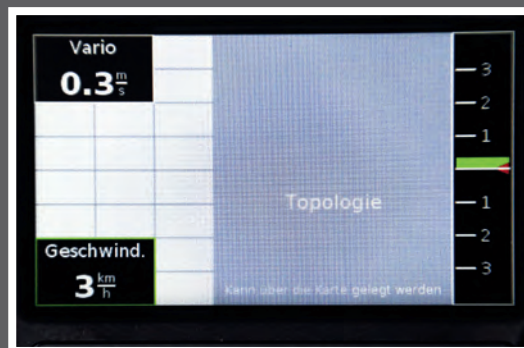 Vario
0.3 m/s
Topologie
Geschwind.
3 km/h
Kann über die Karte gelegt werden
3
2
1
1
2
3